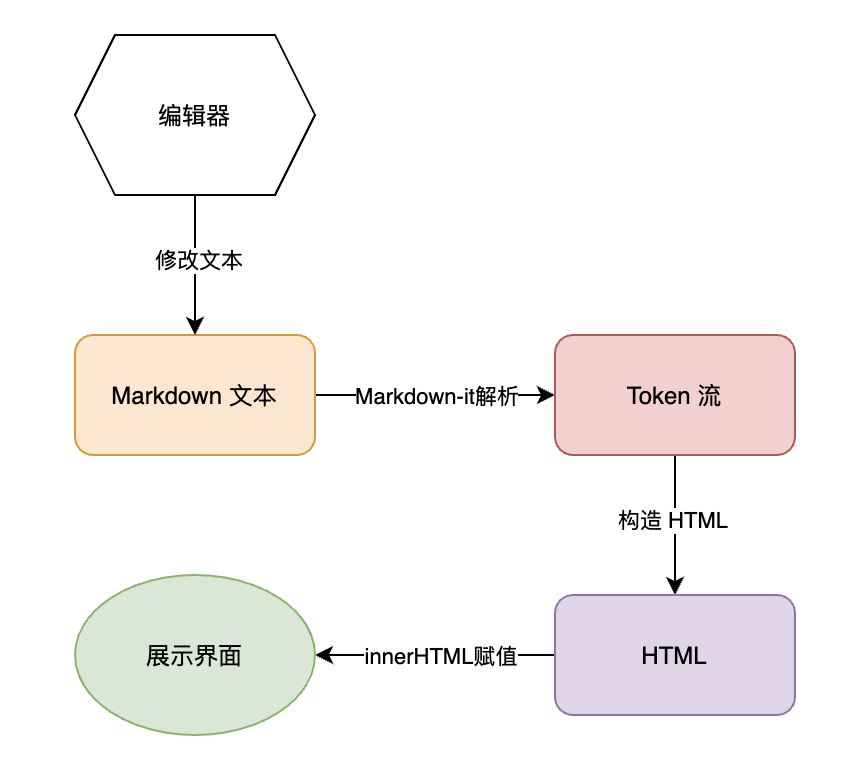 编辑器
修改文本
Markdown 文本
Markdown-it解析
Token 流
构造 HTML
HTML
innerHTML赋值
展示界面